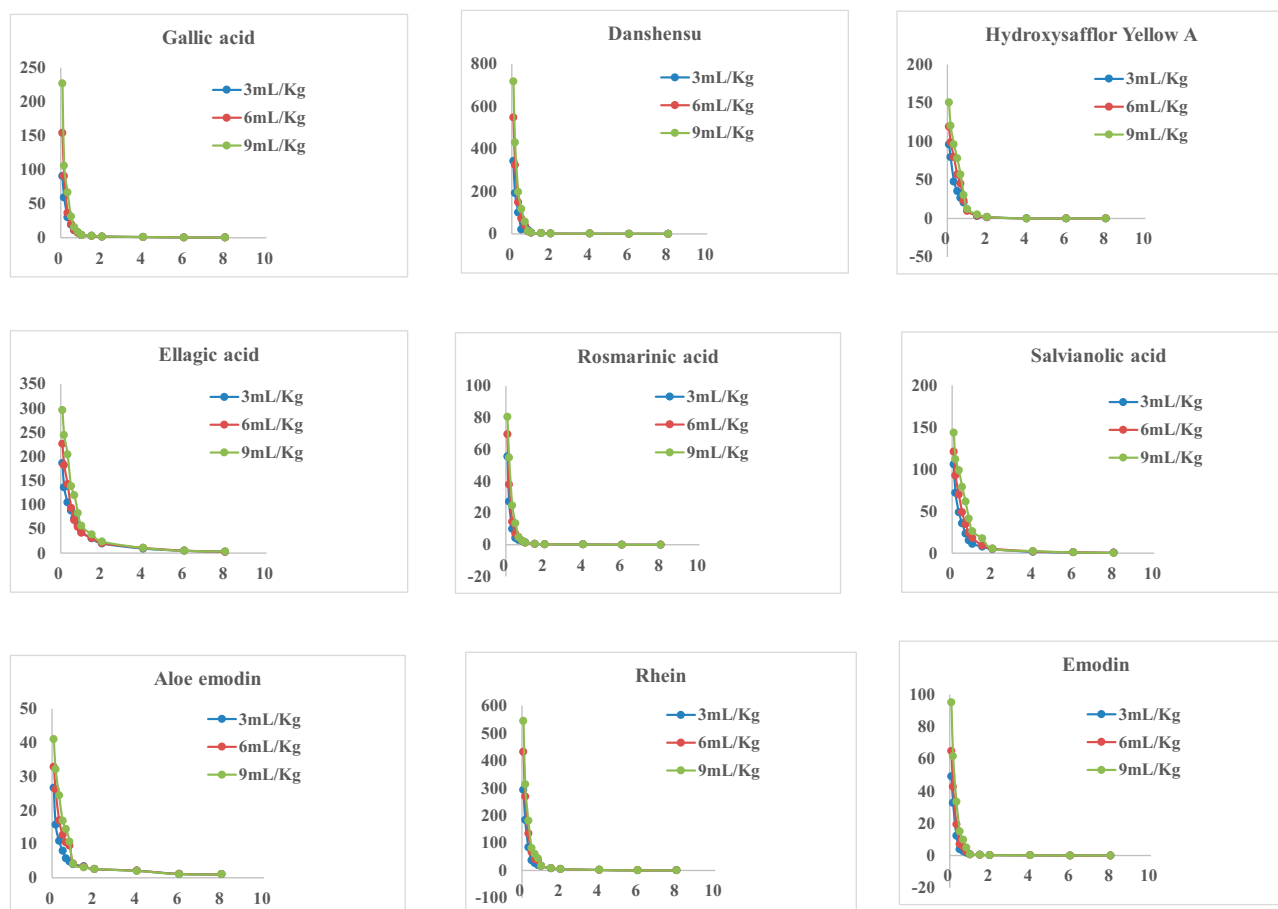 Gallic acid
250
200
150
100
50
0
0 2 4 6 8 10
3mL/Kg
6mL/Kg
9mL/Kg
Danshensu
800
600
400
200
0
0 2 4 6 8 10
3mL/Kg
6mL/Kg
9mL/Kg
Hydroxysafflor Yellow A
200
150
100
50
0
-50
0 2 4 6 8 10
3mL/Kg
6mL/Kg
9mL/Kg
Ellagic acid
350
300
250
200
150
100
50
0
0 2 4 6 8 10
3mL/Kg
6mL/Kg
9mL/Kg
Rosmarinic acid
100
80
60
40
20
0
-20
0 2 4 6 8 10
3mL/Kg
6mL/Kg
9mL/Kg
Salvianolic acid
200
150
100
50
0
0 2 4 6 8 10
3mL/Kg
6mL/Kg
9mL/Kg
Aloe emodin
50
40
30
20
10
0
0 2 4 6 8 10
3mL/Kg
6mL/Kg
9mL/Kg
Rhein
600
500
400
300
200
100
0
-100
0 2 4 6 8 10
3mL/Kg
6mL/Kg
9mL/Kg
Emodin
100
80
60
40
20
0
-20
0 2 4 6 8 10
3mL/Kg
6mL/Kg
9mL/Kg